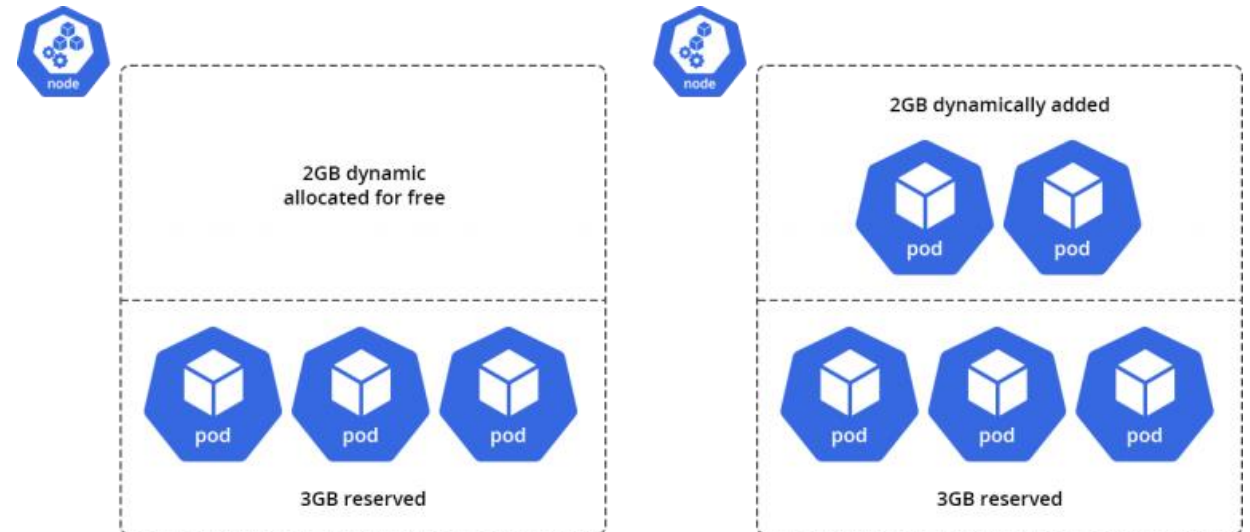 node
2GB dynamic
allocated for free
pod
pod
pod
3GB reserved
node
2GB dynamically added
pod
pod
pod
pod
pod
3GB reserved